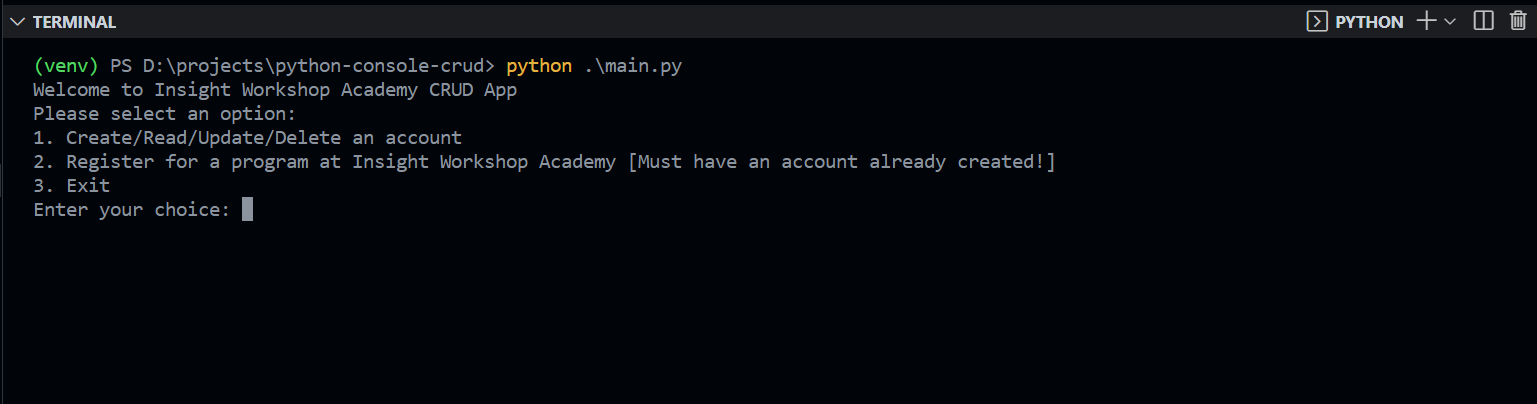 TERMINAL
PYTHON
(venv) PS D:\projects\python-console-crud> python .\main.py
Welcome to Insight Workshop Academy CRUD App
Please select an option:
1. Create/Read/Update/Delete an account
2. Register for a program at Insight Workshop Academy [Must have an account already created!]
3. Exit
Enter your choice: